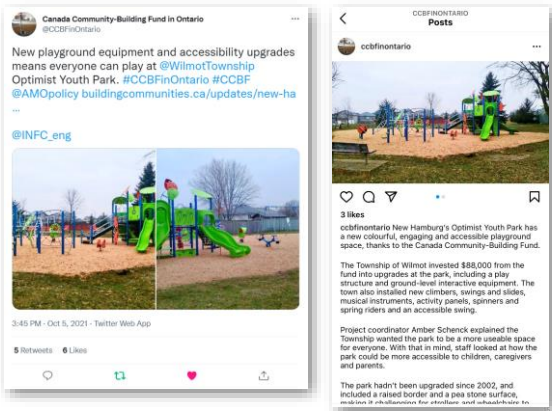 Canada Community-Building Fund in Ontario
@CCBFinOntario
New playground equipment and accessibility upgrades
means everyone can play at @WilmotTownship
Optimist Youth Park. #CCBFinOntario #CCBF
@AMOpolicy buildingcommunities.ca/updates/new-ha
...
@INFC_eng
3:45 PM · Oct 5, 2021 · Twitter Web App
5 Retweets 6 Likes
CCBFINONTARIO
Posts
ccbfinontario
3 likes
ccbfinontario New Hamburg's Optimist Youth Park has
a new colourful, engaging and accessible playground
space, thanks to the Canada Community-Building Fund.
The Township of Wilmot invested $88,000 from the
fund into upgrades at the park, including a play
structure and ground-level interactive equipment. The
town also installed new climbers, swings and slides,
musical instruments, activity panels, spinners and
spring riders and an accessible swing.
Project coordinator Amber Schenck explained the
Township wanted the park to be a more useable space
for everyone. With that in mind, staff looked at how the
park could be more accessible to children, caregivers
and parents.
The park hadn't been upgraded since 2002, and
included a raised border and a pea stone surface,
making it challenging for strollers and wheelchairs to